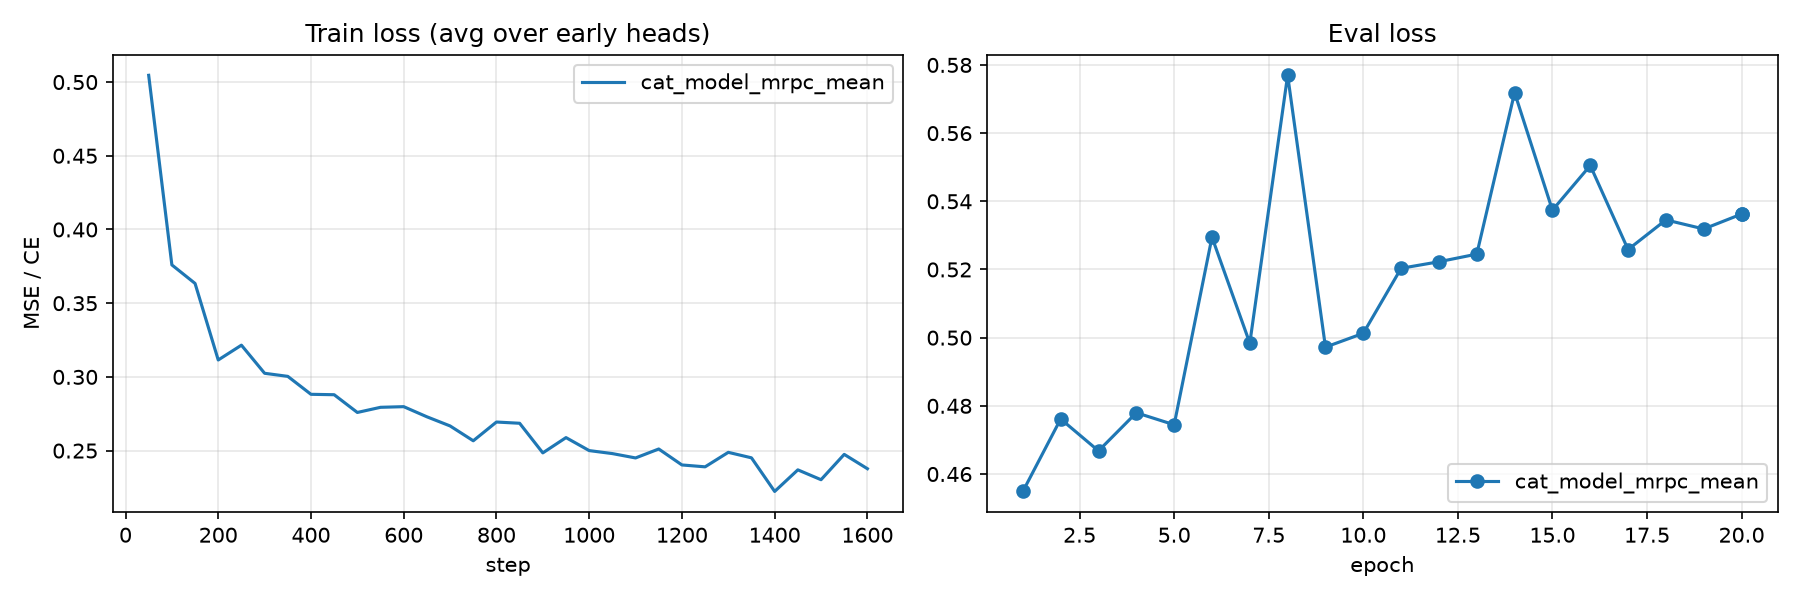 Train loss (avg over early heads)
MSE / CE
0.50
0.45
0.40
0.35
0.30
0.25
cat_model_mrpc_mean
0 200 400 600 800 1000 1200 1400 1600
step
Eval loss
0.58
0.56
0.54
0.52
0.50
0.48
0.46
cat_model_mrpc_mean
2.5 5.0 7.5 10.0 12.5 15.0 17.5 20.0
epoch